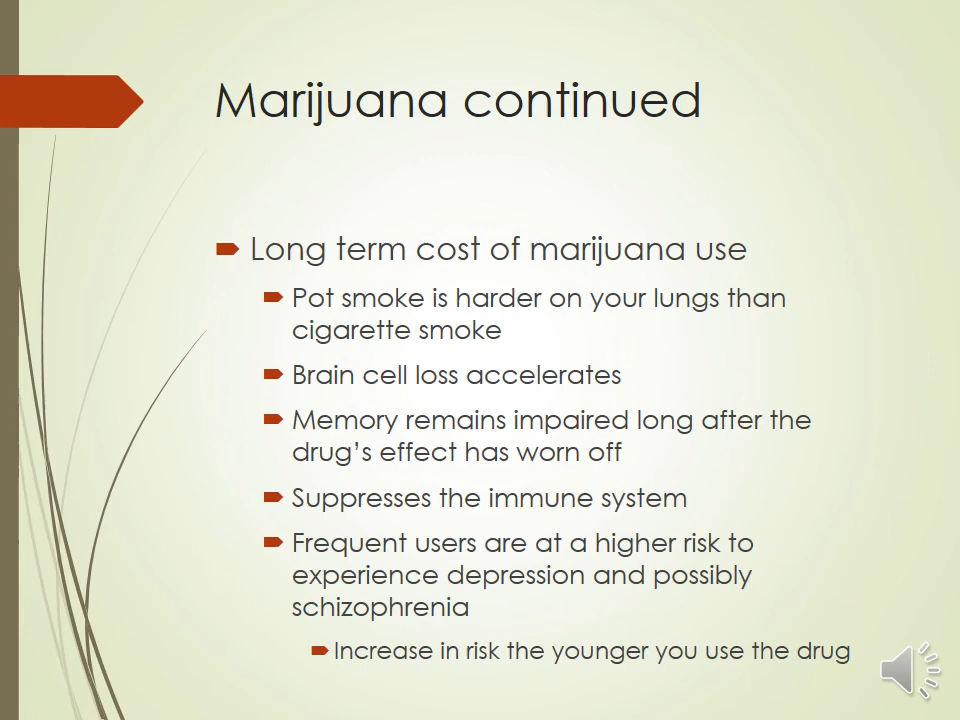 Marijuana continued
Long term cost of marijuana use
Pot smoke is harder on your lungs than
cigarette smoke
Brain cell loss accelerates
Memory remains impaired long after the
drug’s effect has worn off
Suppresses the immune system
Frequent users are at a higher risk to
experience depression and possibly
schizophrenia
Increase in risk the younger you use the drug